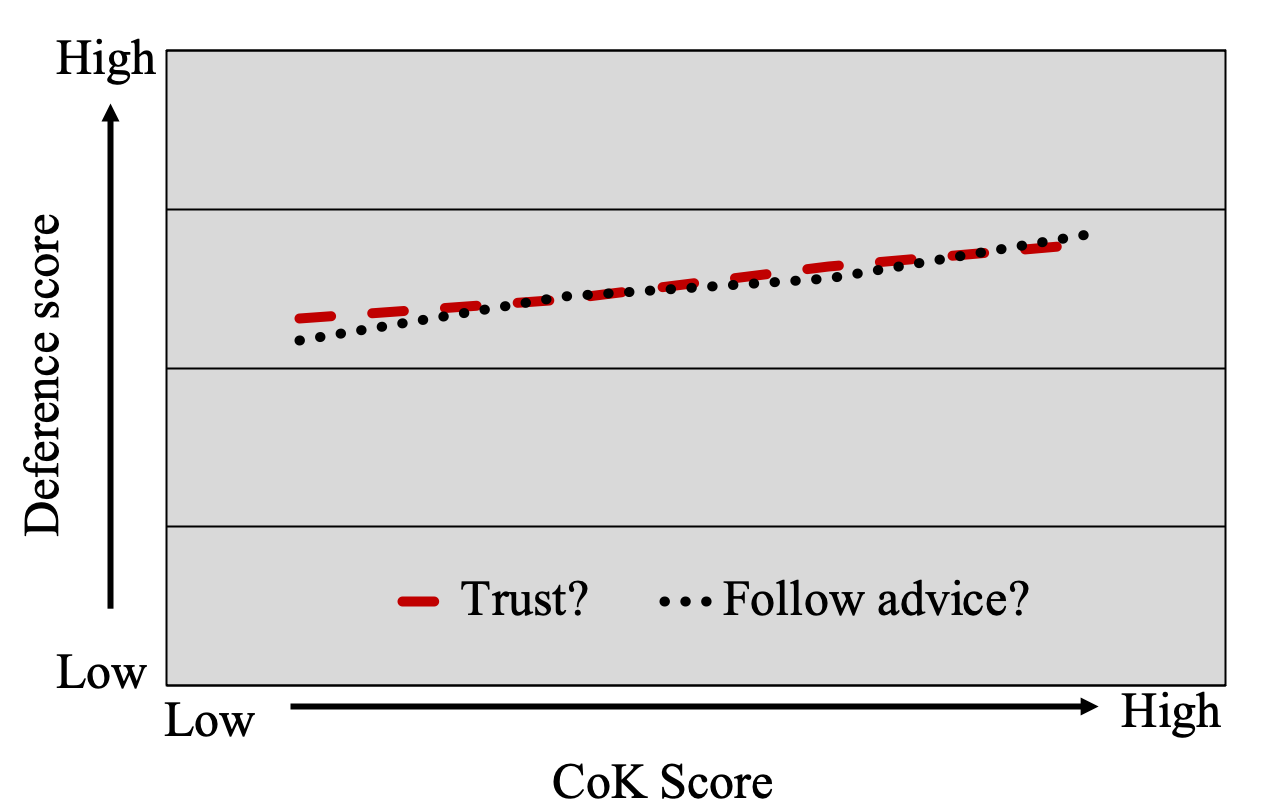 High
Deference score
Trust?
Follow advice?
Low
Low
High
CoK Score